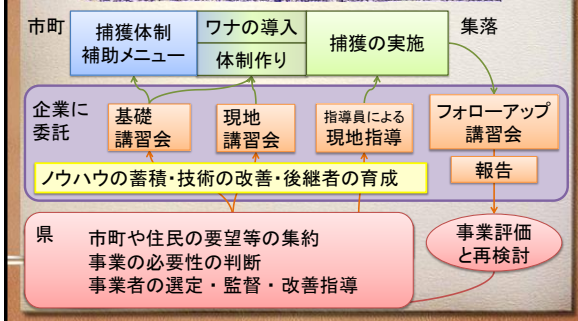 市町
捕獲体制
補助メニュー
ワナの導入
体制作り
捕獲の実施
集落
企業に
委託
基礎
講習会
現地
講習会
指導員による
現地指導
フォローアップ
講習会
ノウハウの蓄積・技術の改善・後継者の育成
報告
県
市町や住民の要望等の集約
事業の必要性の判断
事業者の選定・監督・改善指導
事業評価
と再検討